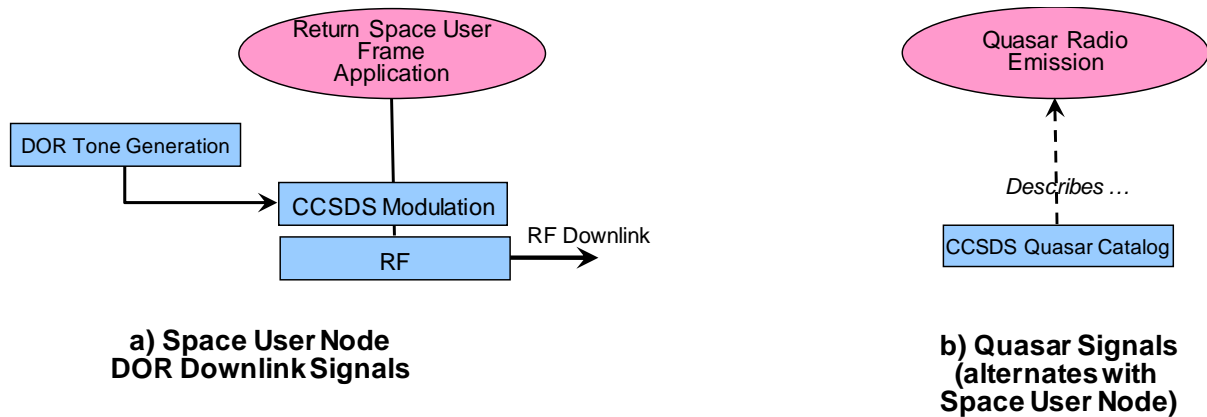 Return Space User
Frame
Application
DOR Tone Generation
CCSDS Modulation
RF
RF Downlink
a) Space User Node
DOR Downlink Signals
Quasar Radio
Emission
Describes …
CCSDS Quasar Catalog
b) Quasar Signals
(alternates with
Space User Node)